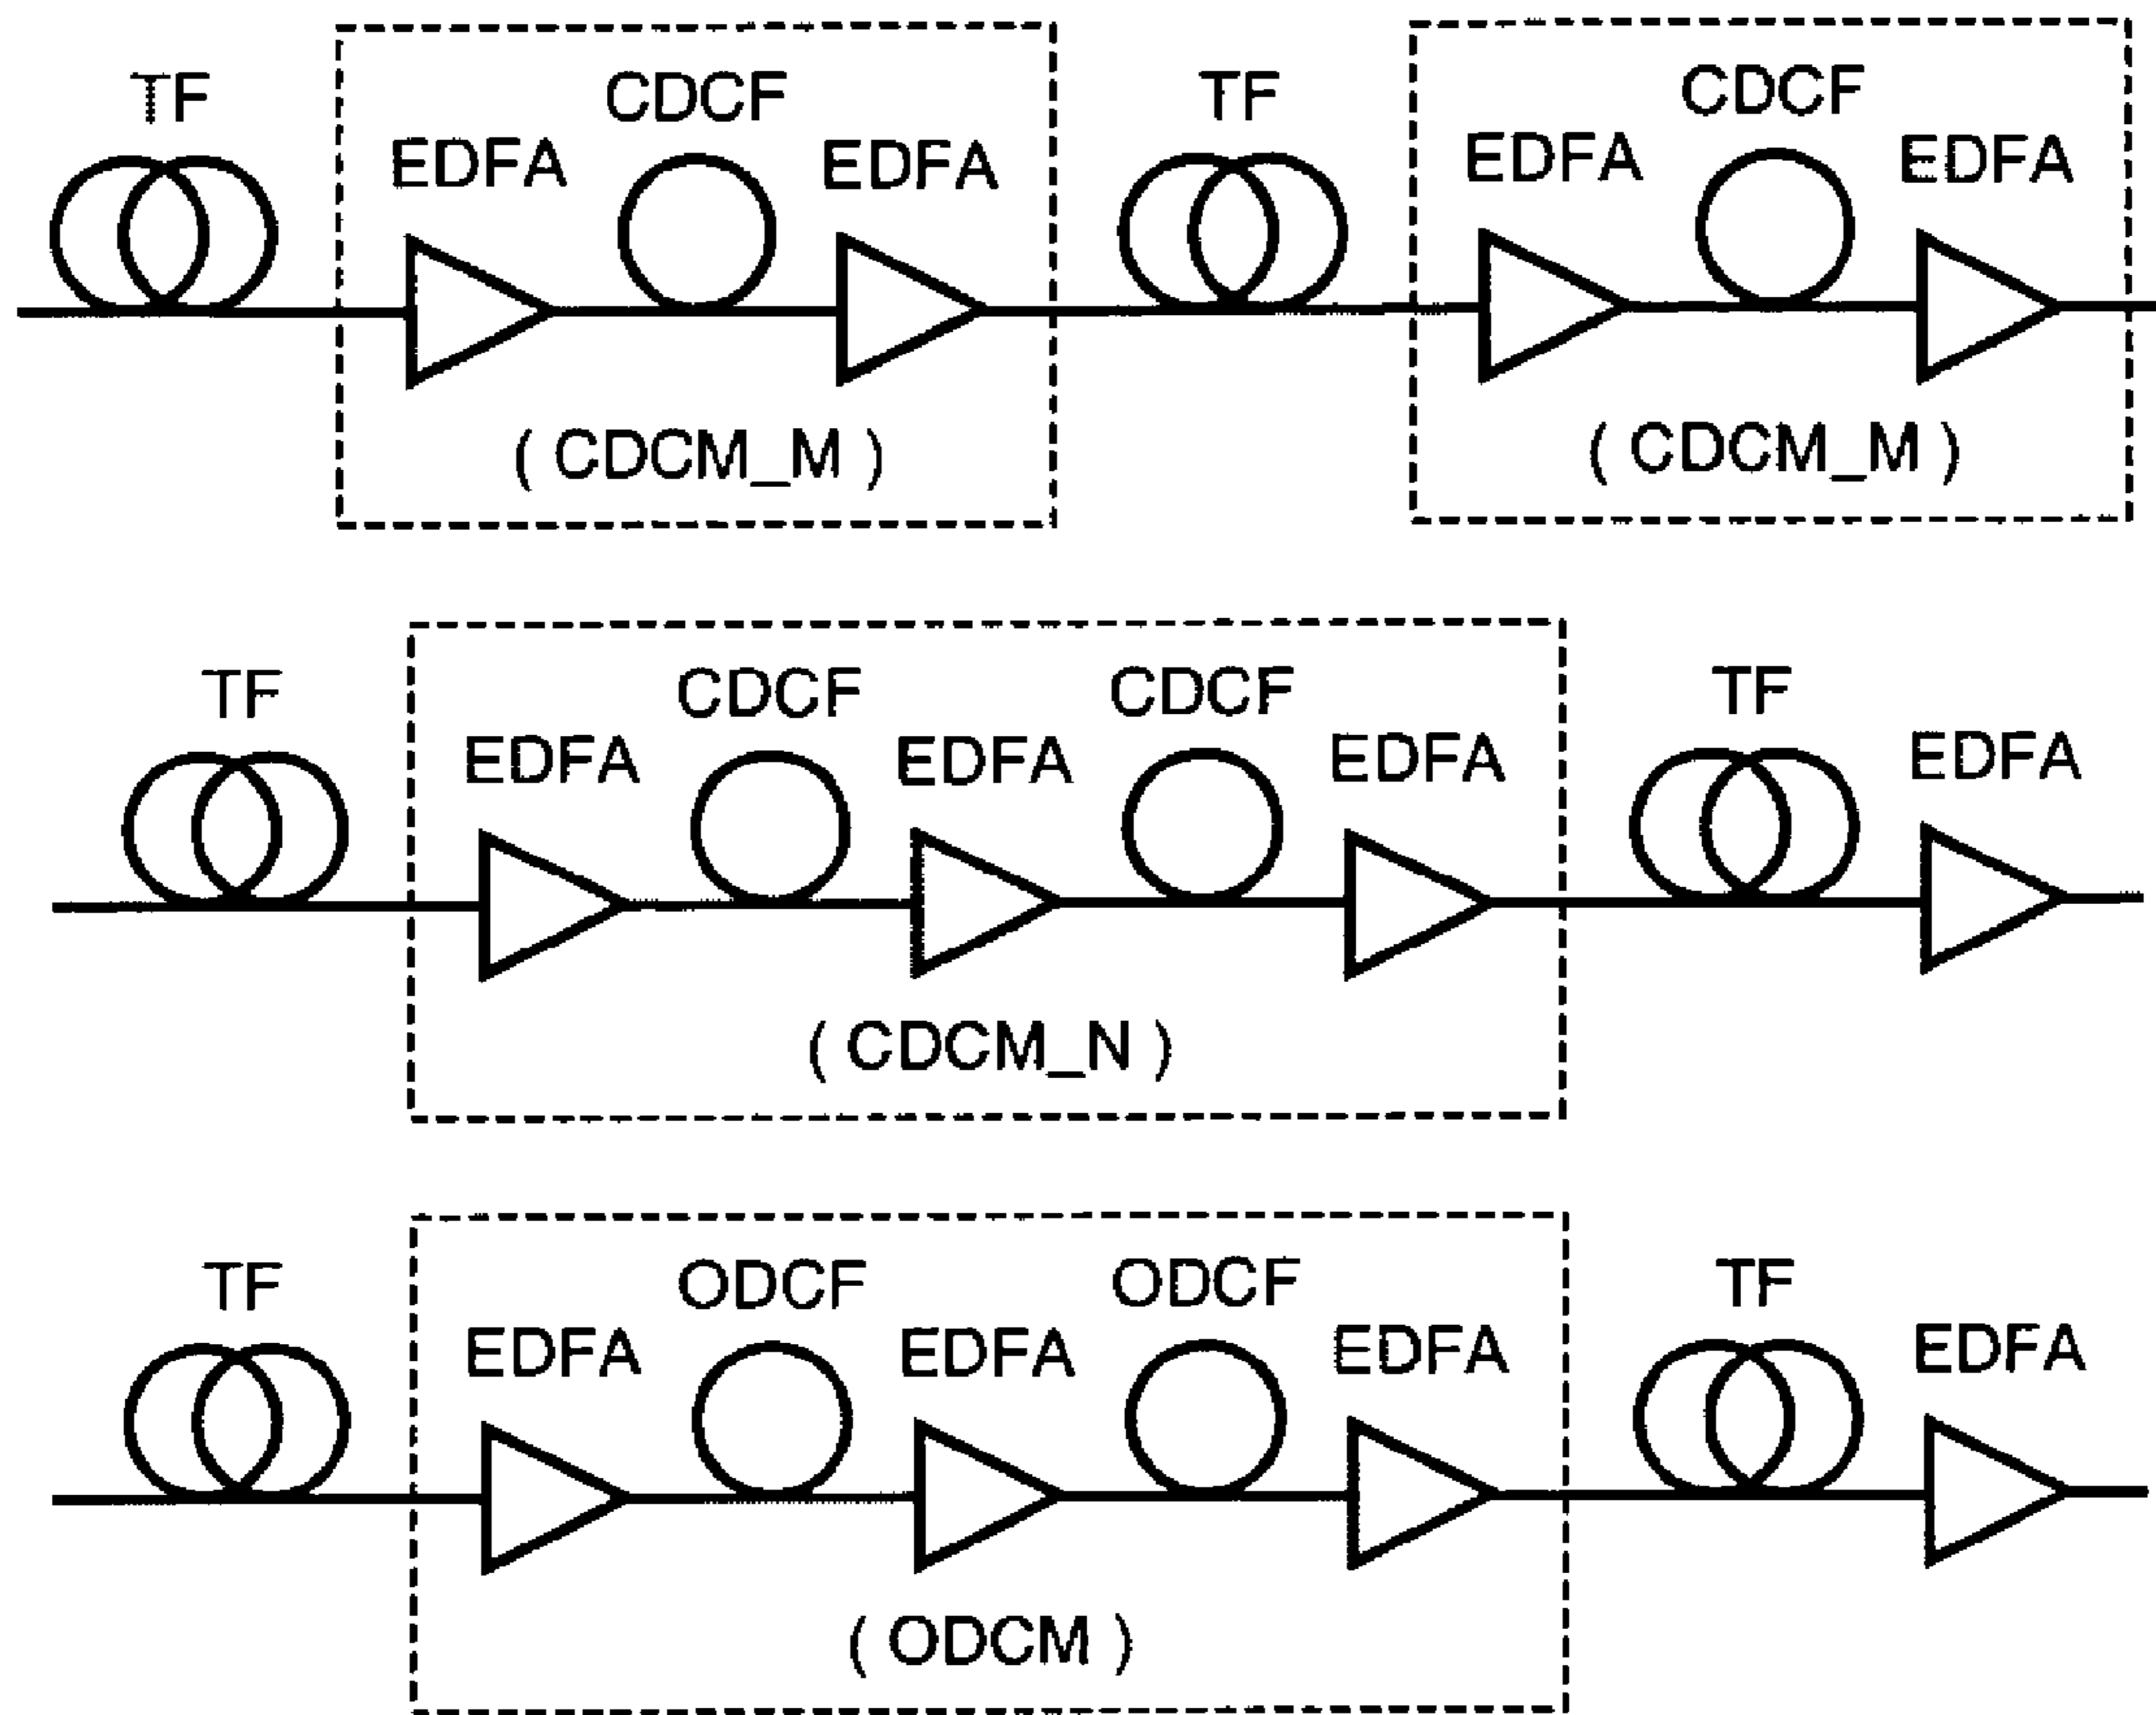 TF CDCF TF CDCF
EDFA EDFA EDFA EDFA
( CDCM_M ) ( CDCM_M )
TF CDCF CDCF TF
EDFA EDFA EDFA EDFA
( CDCM_N )
TF ODCF ODCF TF
EDFA EDFA EDFA EDFA
( ODCM )